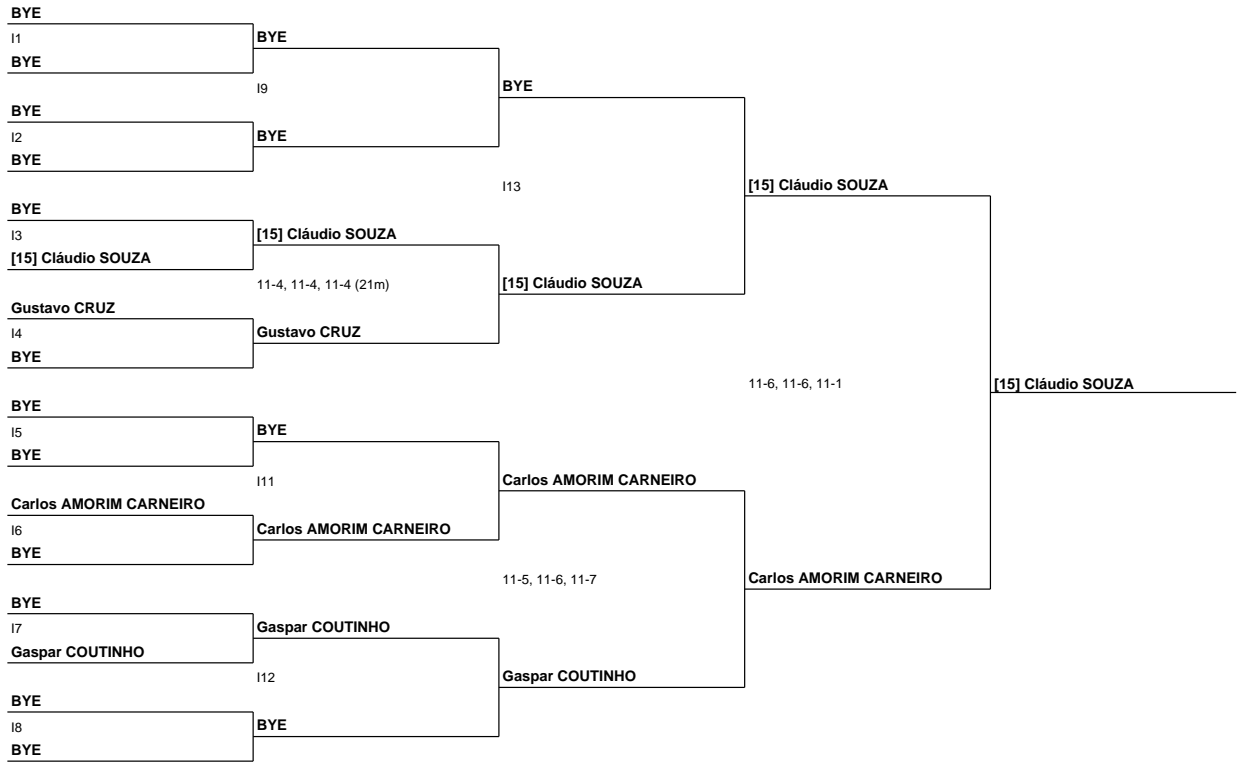 BYE
I1
BYE
BYE
I9
BYE
BYE
I2
BYE
BYE
I13
[15] Cláudio SOUZA
BYE
I3
[15] Cláudio SOUZA
[15] Cláudio SOUZA
11-4, 11-4, 11-4 (21m)
[15] Cláudio SOUZA
Gustavo CRUZ
I4
Gustavo CRUZ
BYE
11-6, 11-6, 11-1
[15] Cláudio SOUZA
BYE
I5
BYE
BYE
I11
Carlos AMORIM CARNEIRO
Carlos AMORIM CARNEIRO
I6
Carlos AMORIM CARNEIRO
BYE
11-5, 11-6, 11-7
Carlos AMORIM CARNEIRO
BYE
I7
Gaspar COUTINHO
Gaspar COUTINHO
I12
Gaspar COUTINHO
BYE
I8
BYE
BYE